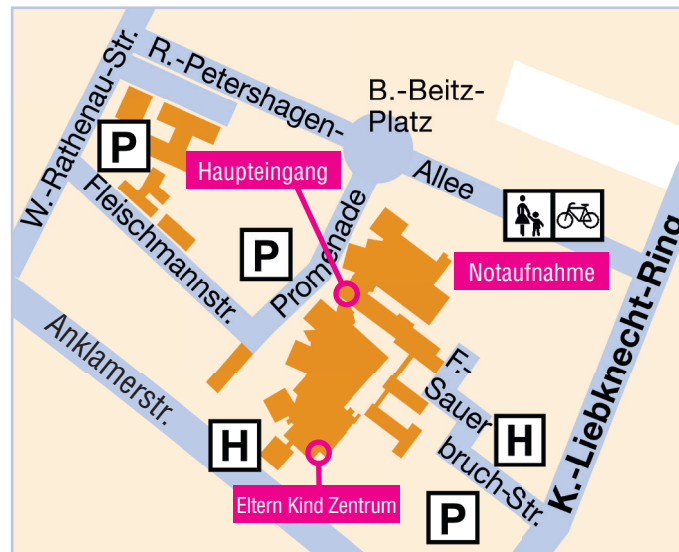 W.-Rathenau-Str.
R.-Petershagen-
B.-Beitz-
Platz
Allee
P
Haupteingang
Fleischmannstr.
P
Promenade
Notaufnahme
K.-Liebknecht-Ring
Anklamerstr.
F.-
Sauer
bruch-Str.
H
H
Eltern Kind Zentrum
P